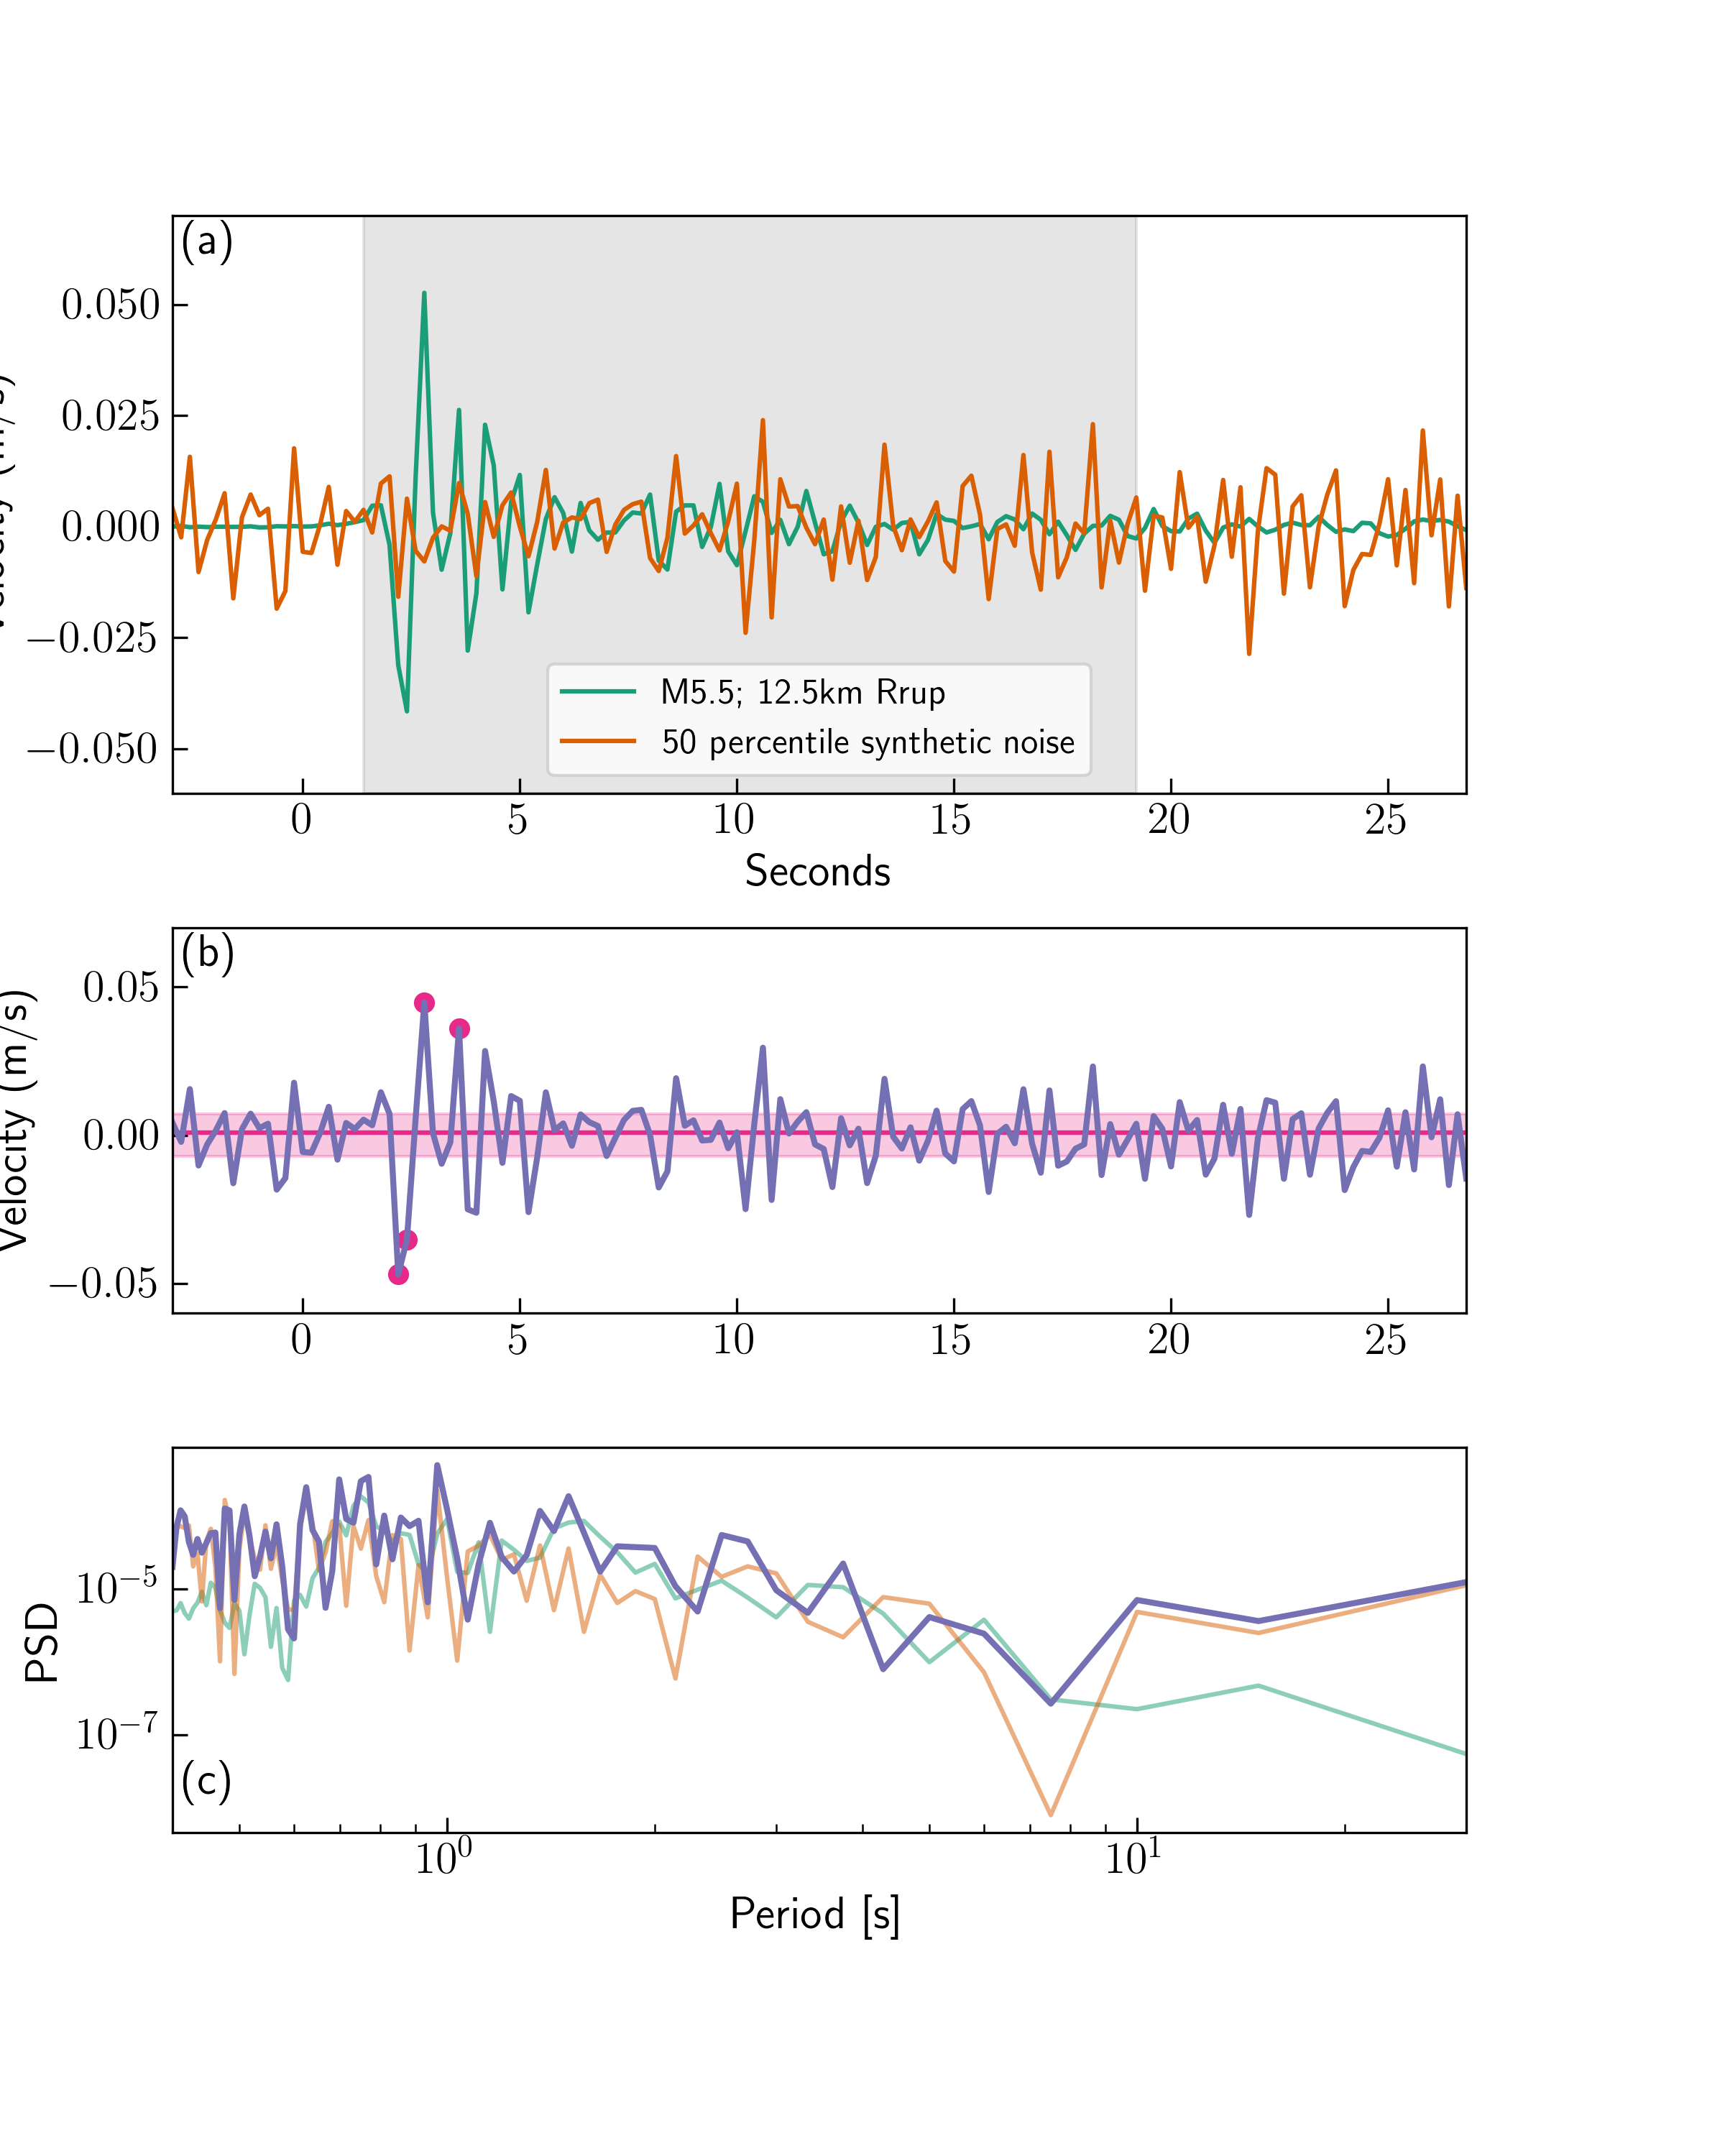 (a)
0.050
0.025
0.000
−0.025
−0.050
Velocity (m/s)
M5.5; 12.5km Rrup
50 percentile synthetic noise
0 5 10 15 20 25
Seconds
(b)
0.05
0.00
−0.05
Velocity (m/s)
0 5 10 15 20 25
10⁻⁵
10⁻⁷
PSD
(c)
10⁰ 10¹
Period [s]